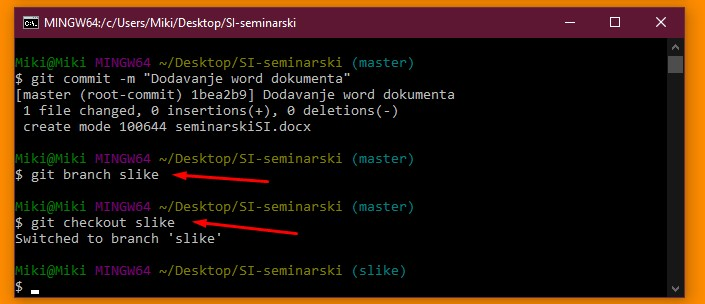 MINGW64:/c/Users/Miki/Desktop/SI-seminarski
Miki@Miki MINGW64 ~/Desktop/SI-seminarski (master)
$ git commit -m "Dodavanje word dokumenta"
[master (root-commit) 1bea2b9] Dodavanje word dokumenta
 1 file changed, 0 insertions(+), 0 deletions(-)
 create mode 100644 seminarskiSI.docx
Miki@Miki MINGW64 ~/Desktop/SI-seminarski (master)
$ git branch slike
Miki@Miki MINGW64 ~/Desktop/SI-seminarski (master)
$ git checkout slike
Switched to branch 'slike'
Miki@Miki MINGW64 ~/Desktop/SI-seminarski (slike)
$